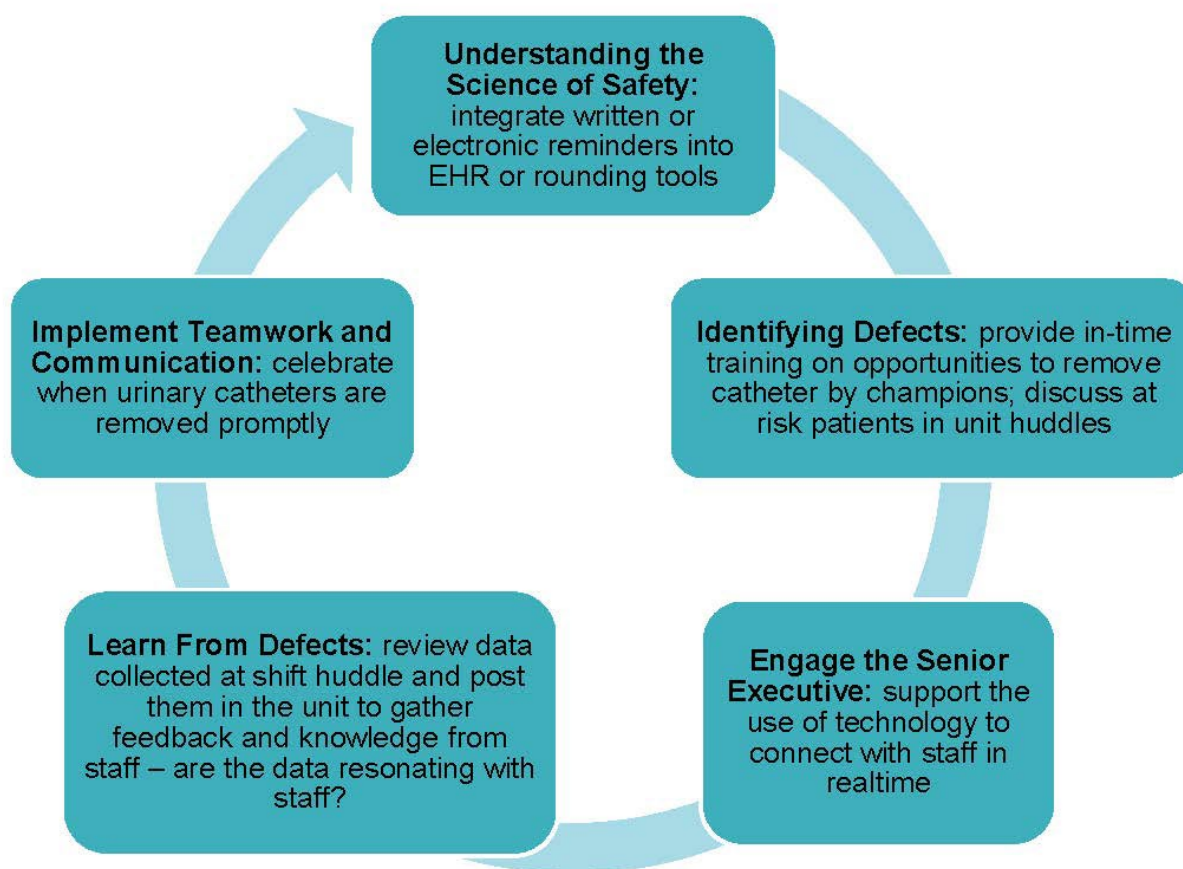 Understanding the
Science of Safety:
integrate written or
electronic reminders into
EHR or rounding tools
Identifying Defects: provide in-time
training on opportunities to remove
catheter by champions; discuss at
risk patients in unit huddles
Engage the Senior
Executive: support the
use of technology to
connect with staff in
realtime
Learn From Defects: review data
collected at shift huddle and post
them in the unit to gather
feedback and knowledge from
staff – are the data resonating with
staff?
Implement Teamwork and
Communication: celebrate
when urinary catheters are
removed promptly